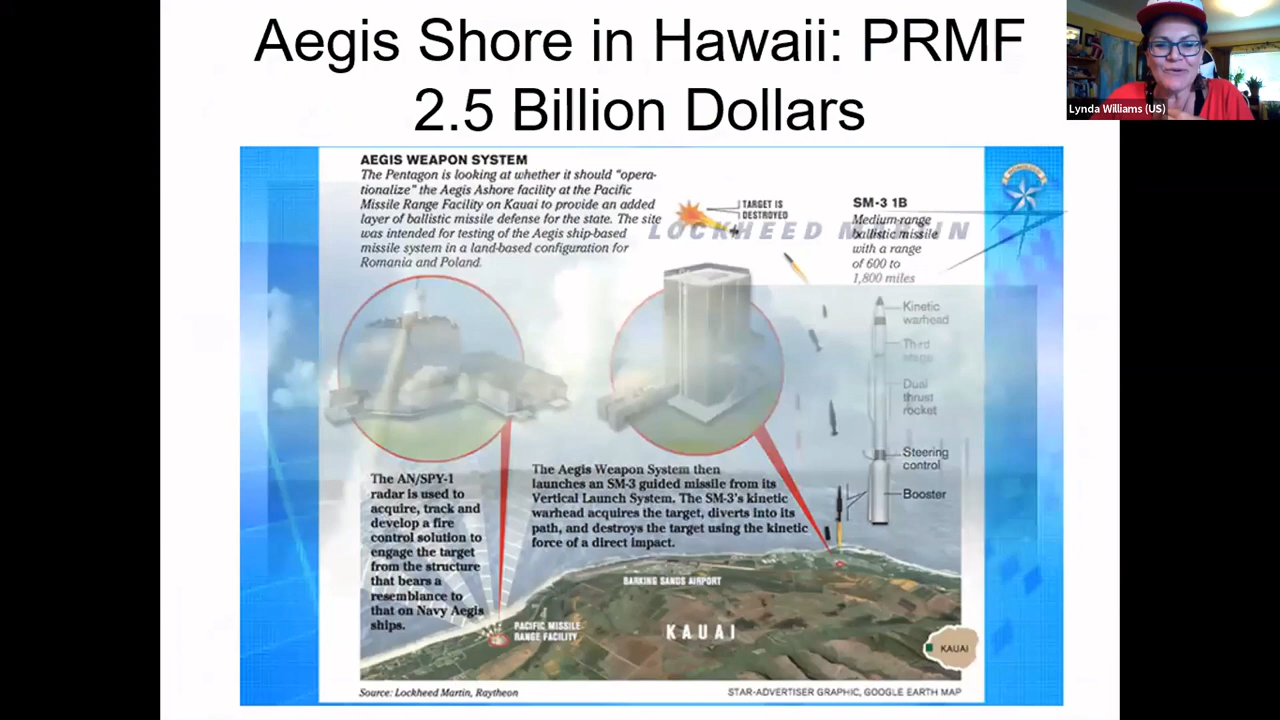 Aegis Shore in Hawaii: PRMF
2.5 Billion Dollars
Lynda Williams (US)
AEGIS WEAPON SYSTEM
The Pentagon is looking at whether it should “opera-
tionalize” the Aegis Ashore facility at the Pacific
Missile Range Facility on Kauai to provide an added
layer of ballistic missile defense for the state. The site
was intended for testing of the Aegis ship-based
missile system in a land-based configuration for
Romania and Poland.
TARGET IS
DESTROYED
LOCKHEED MARTIN
SM-3 1B
Medium-range
ballistic missile
with a range
of 600 to
1,800 miles
Kinetic
warhead
Third
stage
Dual
thrust
rocket
Steering
control
Booster
The AN/SPY-1
radar is used to
acquire, track and
develop a fire
control solution to
engage the target
from the structure
that bears a
resemblance to
that on Navy Aegis
ships.
The Aegis Weapon System then
launches an SM-3 guided missile from its
Vertical Launch System. The SM-3's kinetic
warhead acquires the target, diverts into its
path, and destroys the target using the kinetic
force of a direct impact.
BARKING SANDS AIRPORT
PACIFIC MISSILE
RANGE FACILITY
KAUAI
KAUAI
Source: Lockheed Martin, Raytheon
STAR-ADVERTISER GRAPHIC, GOOGLE EARTH MAP